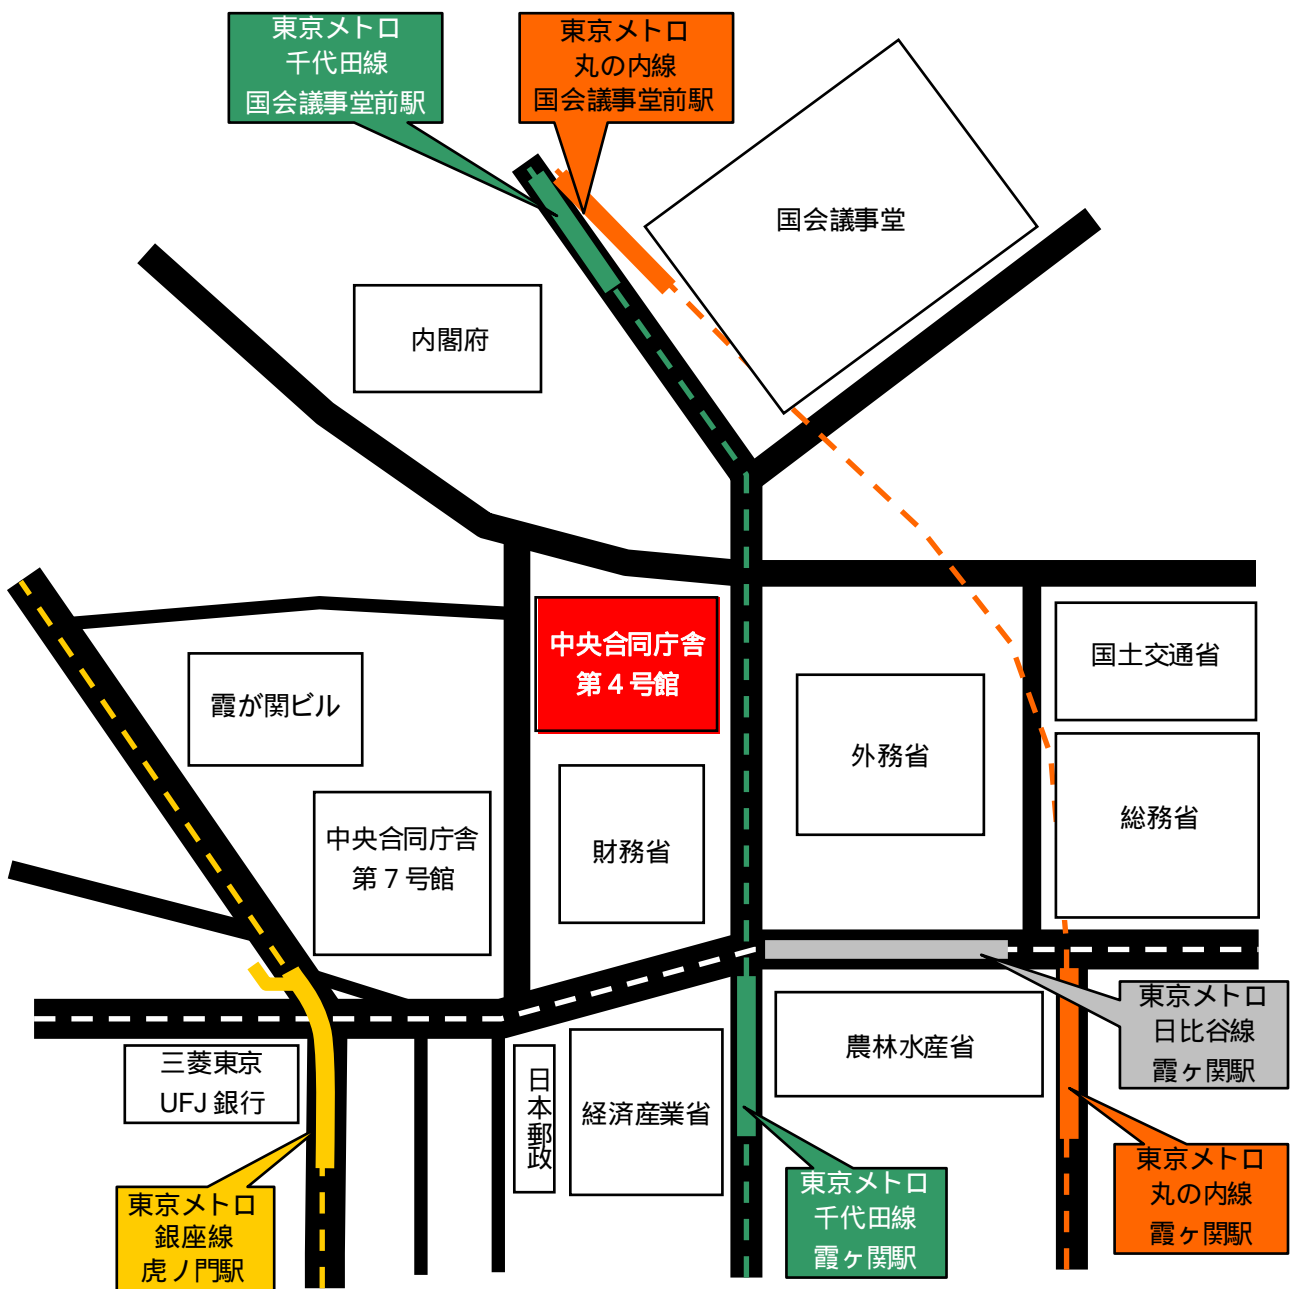 東京メトロ
千代田線
国会議事堂前駅
東京メトロ
丸の内線
国会議事堂前駅
国会議事堂
内閣府
中央合同庁舎
第４号館
国土交通省
霞が関ビル
外務省
総務省
中央合同庁舎
第７号館
財務省
東京メトロ
日比谷線
霞ヶ関駅
農林水産省
三菱東京
UFJ 銀行
日本郵政
経済産業省
東京メトロ
丸の内線
霞ヶ関駅
東京メトロ
千代田線
霞ヶ関駅
東京メトロ
銀座線
虎ノ門駅